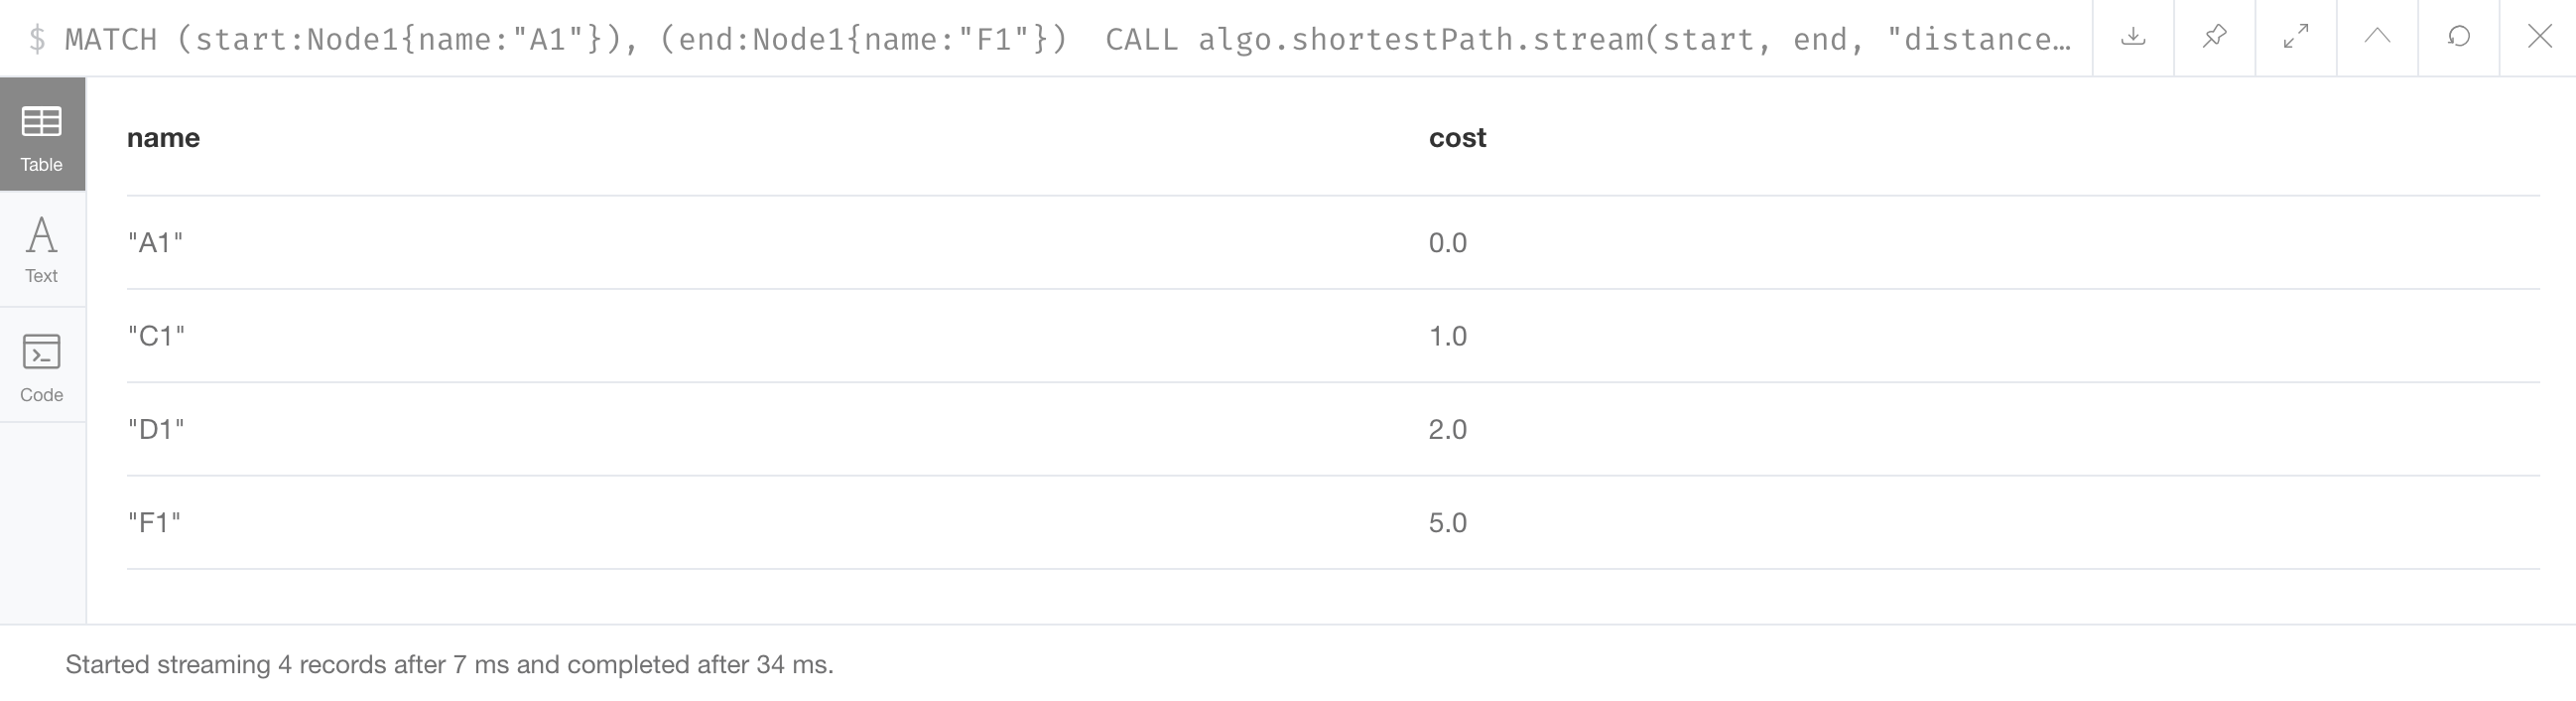 $ MATCH (start:Node1{name:"A1"}), (end:Node1{name:"F1"})  CALL algo.shortestPath.stream(start, end, "distance…
Table
Text
Code
name cost
"A1" 0.0
"C1" 1.0
"D1" 2.0
"F1" 5.0
Started streaming 4 records after 7 ms and completed after 34 ms.